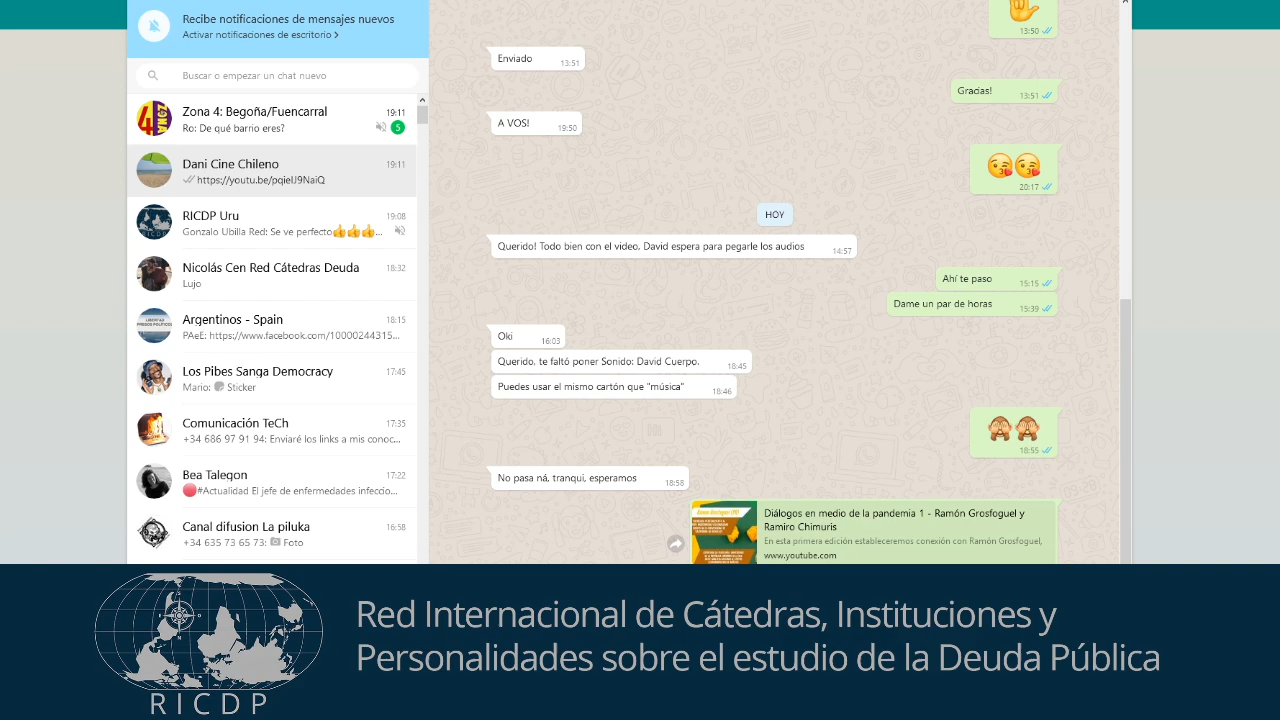 Recibe notificaciones de mensajes nuevos
Activar notificaciones de escritorio >
Buscar o empezar un chat nuevo
Zona 4: Begoña/Fuencarral 19:11
Ro: De qué barrio eres? 5
Dani Cine Chileno 19:11
https://youtu.be/pqieIJ9NaiQ
RICDP Uru 19:08
Gonzalo Ubilla Red: Se ve perfecto👍👍👍...
Nicolás Cen Red Cátedras Deuda 18:32
Lujo
Argentinos - Spain 18:15
PAeE: https://www.facebook.com/10000244315...
Los Pibes Sanga Democracy 17:45
Mario: Sticker
Comunicación TeCh 17:35
+34 686 97 91 94: Enviaré los links a mis conoc...
Bea Talegon 17:22
🔴#Actualidad El jefe de enfermedades infeccio...
Canal difusion La piluka 16:58
+34 635 73 65 73: Foto
13:50
Enviado 13:51
Gracias! 13:51
A VOS! 19:50
😘😘
20:17
HOY
Querido! Todo bien con el video, David espera para pegarle los audios 14:57
Ahí te paso 15:15
Dame un par de horas 15:39
Oki 16:03
Querido, te faltó poner Sonido: David Cuerpo. 18:45
Puedes usar el mismo cartón que "música" 18:46
🙈🙈
18:55
No pasa ná, tranqui, esperamos 18:58
Diálogos en medio de la pandemia 1 - Ramón Grosfoguel y
Ramiro Chimuris
En esta primera edición estableceremos conexión con Ramón Grosfoguel,
www.youtube.com
Red Internacional de Cátedras, Instituciones y
Personalidades sobre el estudio de la Deuda Pública
RICDP